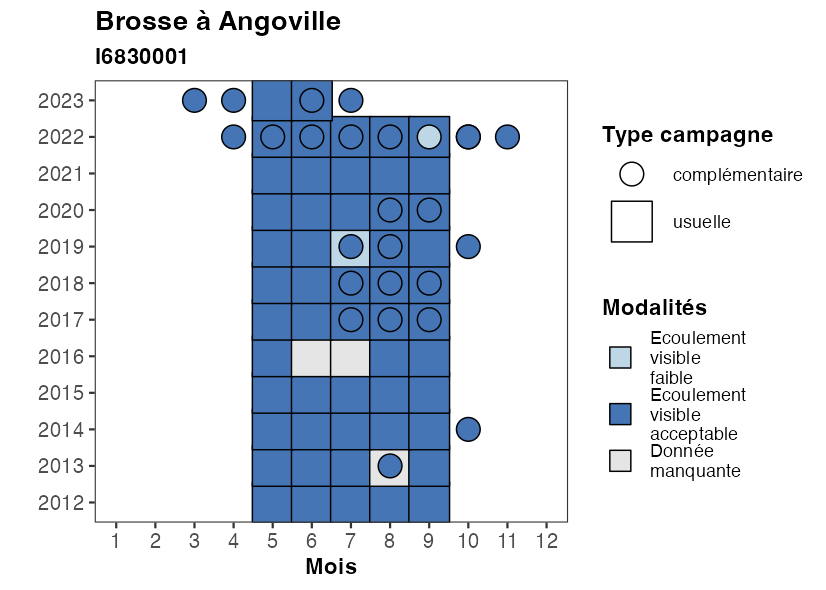 Brosse à Angoville
I6830001
2023
2022
2021
2020
2019
2018
2017
2016
2015
2014
2013
2012
1 2 3 4 5 6 7 8 9 10 11 12
Mois
Type campagne
complémentaire
usuelle
Modalités
Ecoulement
visible
faible
Ecoulement
visible
acceptable
Donnée
manquante